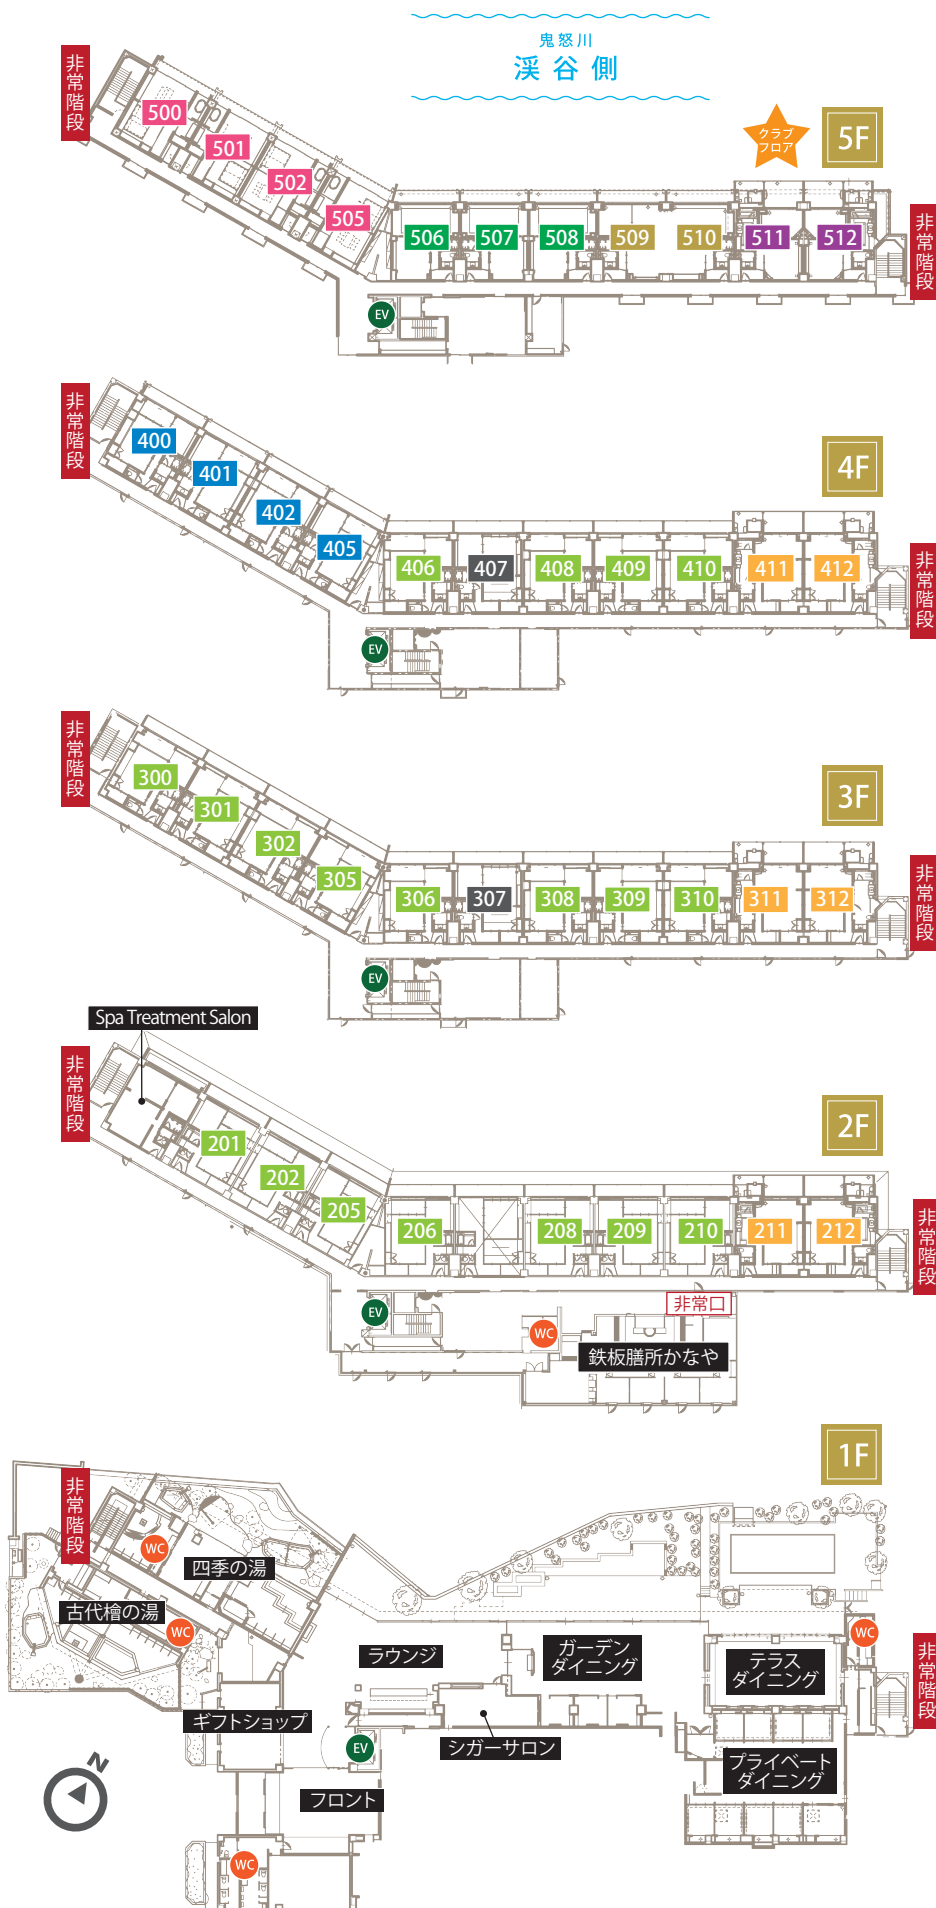 鬼怒川
渓谷側
非常階段
500
501
502
505
クラブ
フロア
5F
506
507
508
509
510
511
512
非常階段
EV
非常階段
400
401
402
405
4F
406
407
408
409
410
411
412
非常階段
EV
非常階段
300
301
302
305
3F
306
307
308
309
310
311
312
非常階段
EV
Spa Treatment Salon
非常階段
201
202
205
2F
206
208
209
210
211
212
非常階段
EV
非常口
WC
鉄板膳所かなや
1F
非常階段
WC
四季の湯
古代檜の湯
WC
ラウンジ
ガーデン
ダイニング
テラス
ダイニング
WC
非常階段
ギフトショップ
EV
シガーサロン
プライベート
ダイニング
N
フロント
WC